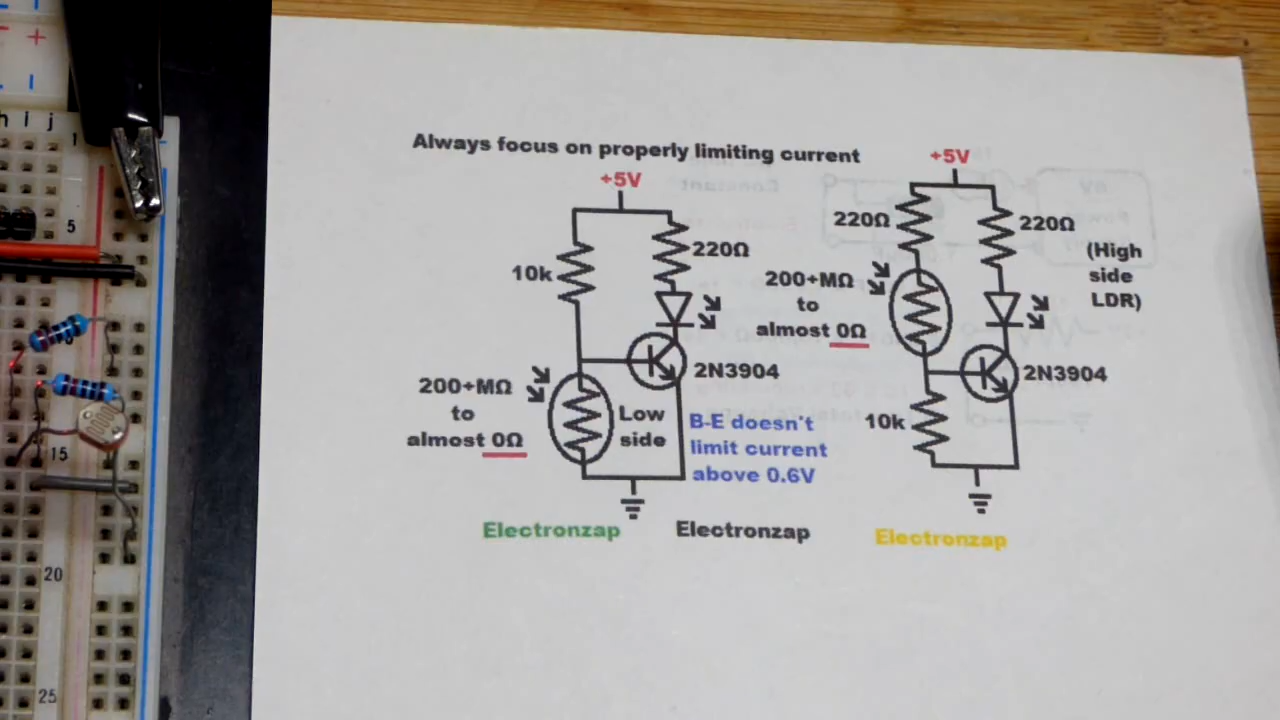 Always focus on properly limiting current
+5V
10k
220Ω
200+MΩ
to
almost 0Ω
Low
side
2N3904
B-E doesn't
limit current
above 0.6V
+5V
220Ω
220Ω
(High
side
LDR)
200+MΩ
to
almost 0Ω
2N3904
10k
Electronzap
Electronzap
Electronzap
h i j
1
5
15
20
25